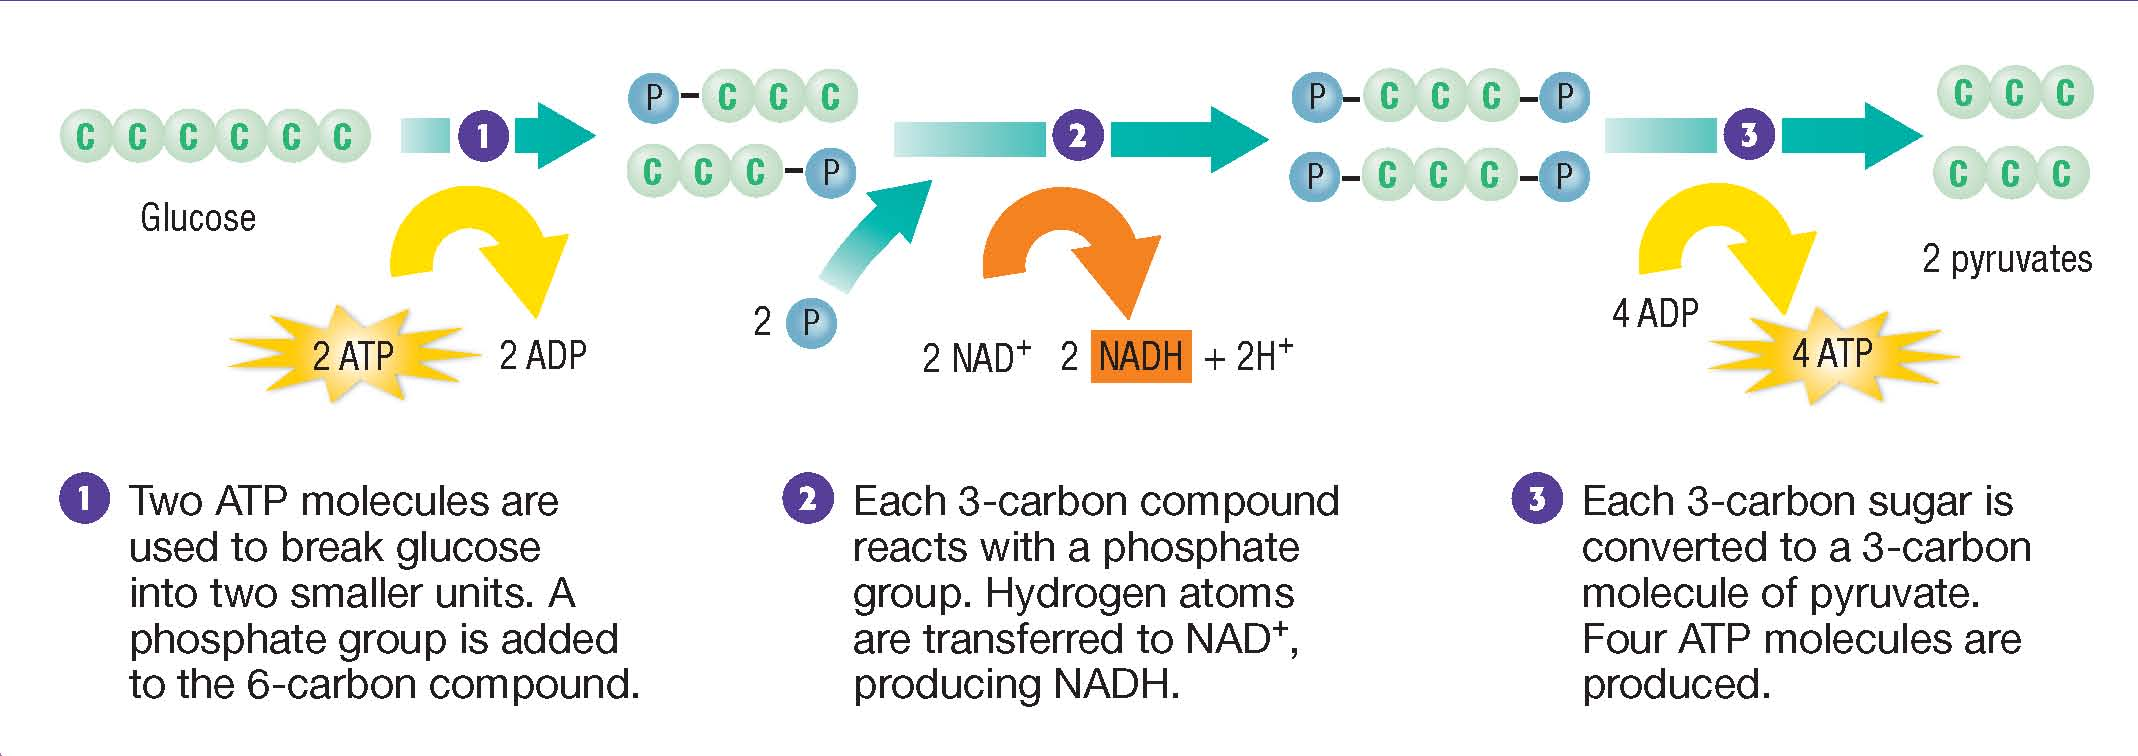 C C C C C C
Glucose
1
2 ATP
2 ADP
P – C C C
C C C – P
2 P
2
2 NAD⁺ 2 NADH + 2H⁺
P – C C C – P
P – C C C – P
3
4 ADP
4 ATP
C C C
C C C
2 pyruvates
1 Two ATP molecules are
used to break glucose
into two smaller units. A
phosphate group is added
to the 6-carbon compound.
2 Each 3-carbon compound
reacts with a phosphate
group. Hydrogen atoms
are transferred to NAD⁺,
producing NADH.
3 Each 3-carbon sugar is
converted to a 3-carbon
molecule of pyruvate.
Four ATP molecules are
produced.